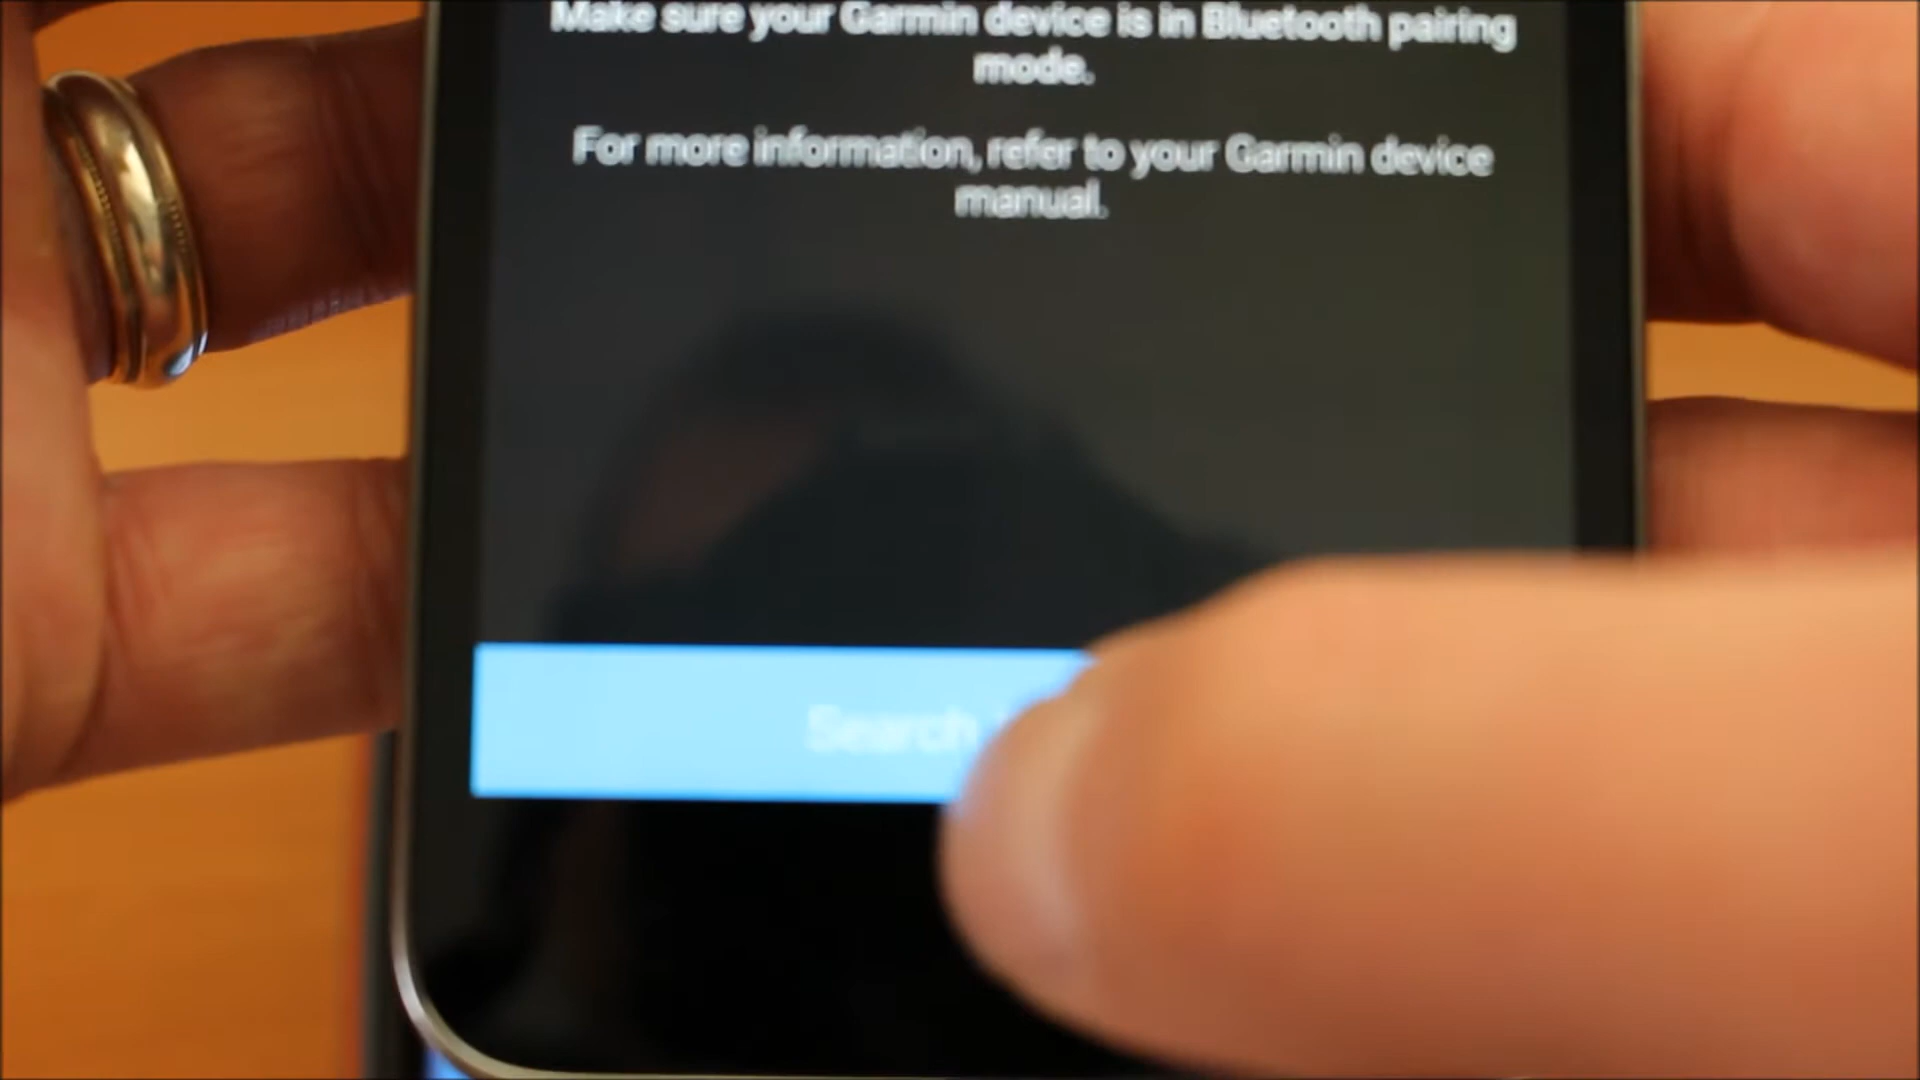 Make sure your Garmin device is in Bluetooth pairing
mode.
For more information, refer to your Garmin device
manual.
Search